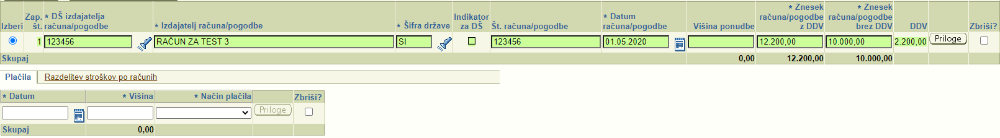 Izberi Zap. št. * DŠ izdajatelja računa/pogodbe * Izdajatelj računa/pogodbe * Šifra države Indikator za DŠ Št. računa/pogodbe * Datum računa/pogodbe Višina ponudbe * Znesek računa/pogodbe z DDV * Znesek računa/pogodbe brez DDV DDV Zbriši?
1 123456 RAČUN ZA TEST 3 SI 123456 01.05.2020 12.200,00 10.000,00 2.200,00 Priloge
Skupaj 0,00 12.200,00 10.000,00
Plačila Razdelitev stroškov po računih
* Datum * Višina * Način plačila Zbriši?
Priloge
Skupaj 0,00